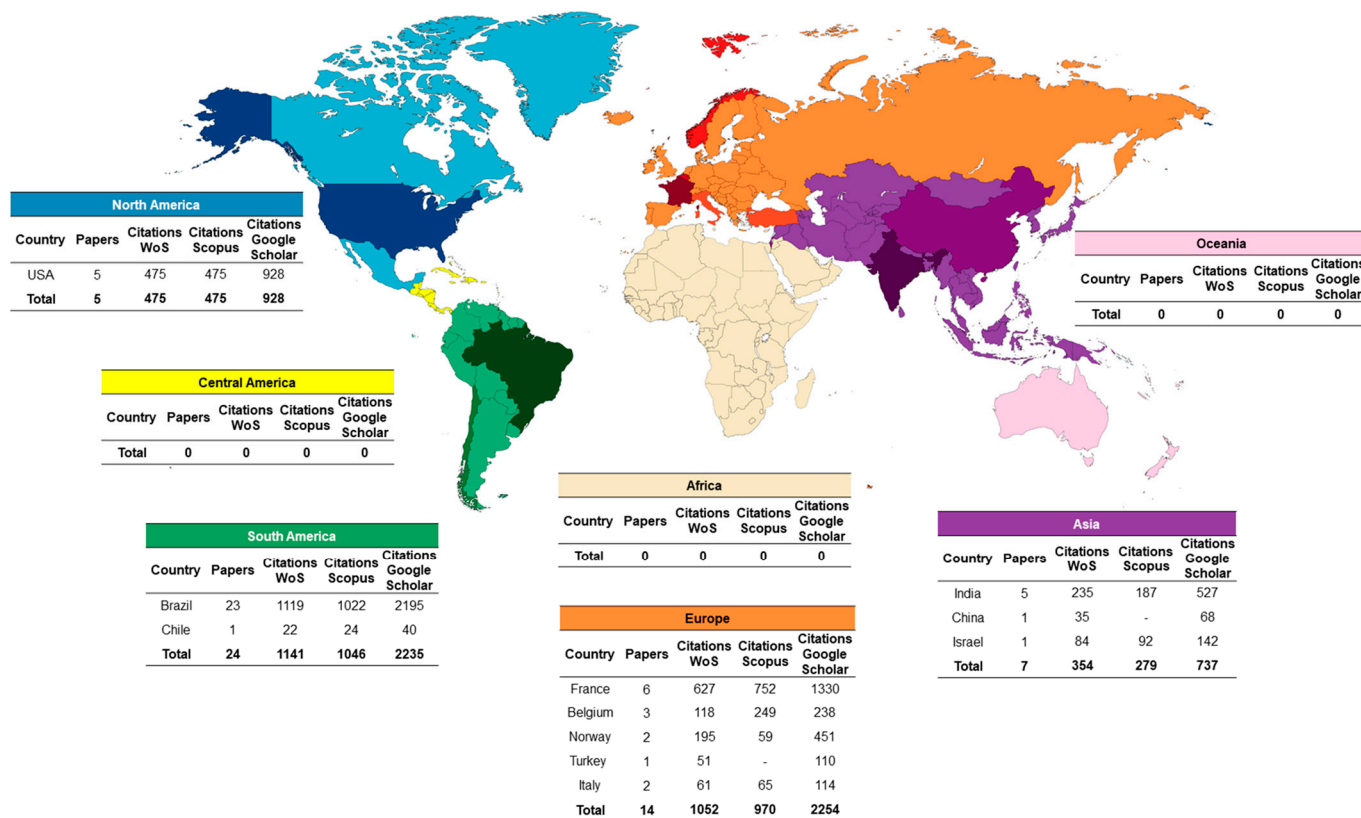 North America
Country Papers Citations WoS Citations Scopus Citations Google Scholar
USA 5 475 475 928
Total 5 475 475 928
Oceania
Country Papers Citations WoS Citations Scopus Citations Google Scholar
Total 0 0 0 0
Central America
Country Papers Citations WoS Citations Scopus Citations Google Scholar
Total 0 0 0 0
Africa
Country Papers Citations WoS Citations Scopus Citations Google Scholar
Total 0 0 0 0
South America
Country Papers Citations WoS Citations Scopus Citations Google Scholar
Brazil 23 1119 1022 2195
Chile 1 22 24 40
Total 24 1141 1046 2235
Asia
Country Papers Citations WoS Citations Scopus Citations Google Scholar
India 5 235 187 527
China 1 35 - 68
Israel 1 84 92 142
Total 7 354 279 737
Europe
Country Papers Citations WoS Citations Scopus Citations Google Scholar
France 6 627 752 1330
Belgium 3 118 249 238
Norway 2 195 59 451
Turkey 1 51 - 110
Italy 2 61 65 114
Total 14 1052 970 2254